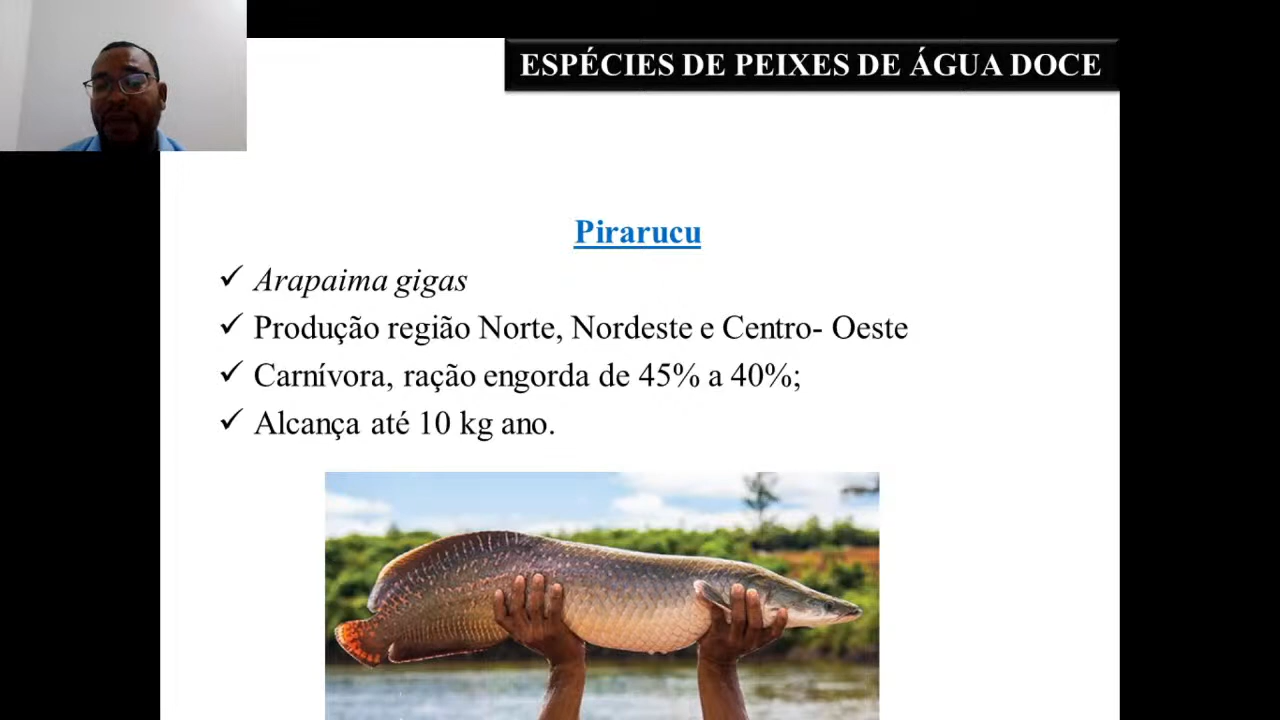 ESPÉCIES DE PEIXES DE ÁGUA DOCE
Pirarucu
✓ Arapaima gigas
✓ Produção região Norte, Nordeste e Centro- Oeste
✓ Carnívora, ração engorda de 45% a 40%;
✓ Alcança até 10 kg ano.